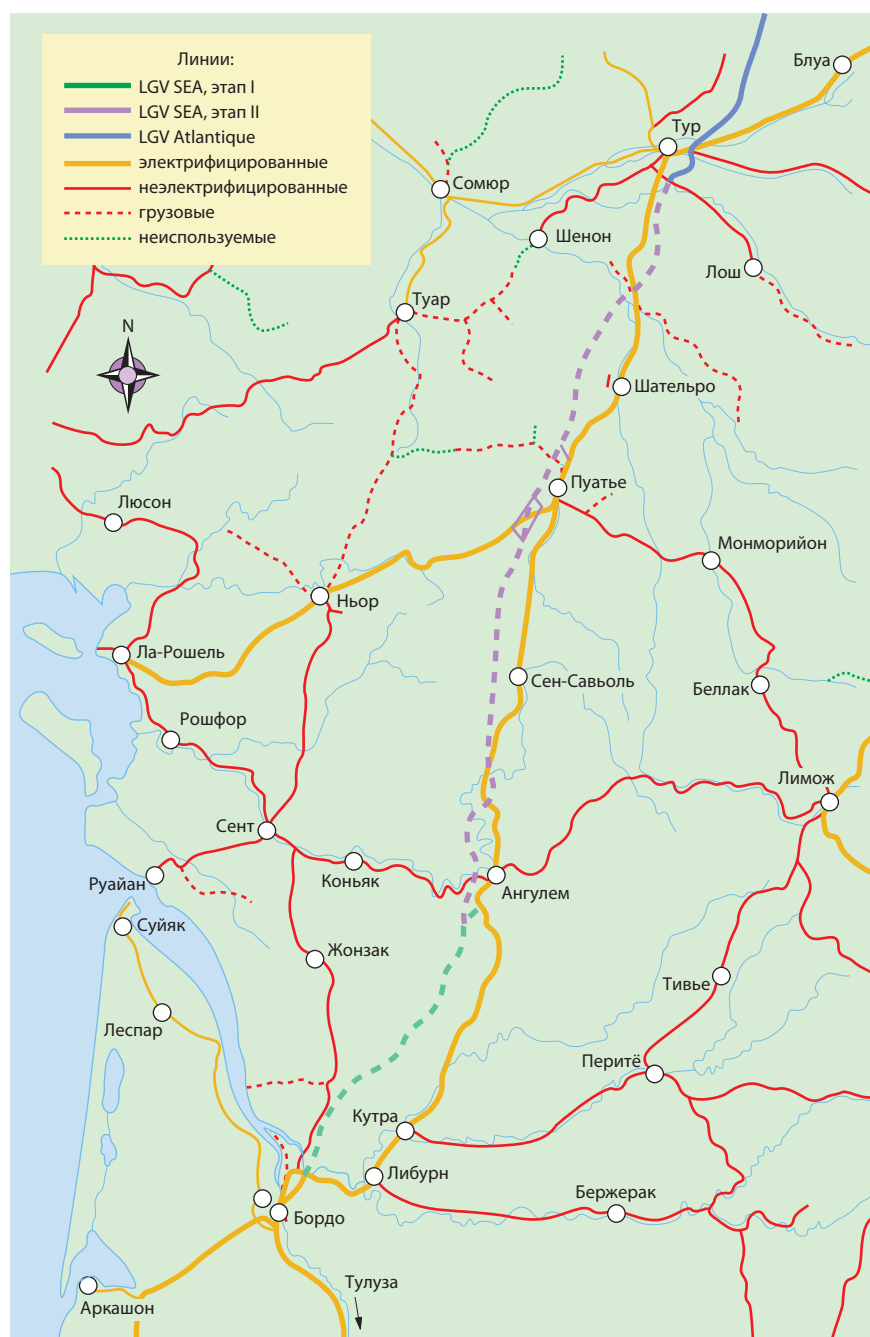 Линии:
LGV SEA, этап I
LGV SEA, этап II
LGV Atlantique
электрифицированные
неэлектрифицированные
грузовые
неиспользуемые
Блуа
Тур
Сомюр
Шенон
Лош
Туар
N
Шательро
Пуатье
Люсон
Монморийон
Ньор
Ла-Рошель
Сен-Савьоль
Беллак
Рошфор
Лимож
Сент
Коньяк
Руайан
Ангулем
Суйяк
Жонзак
Тивье
Леспар
Перитё
Кутра
Либурн
Бержерак
Бордо
Тулуза
Аркашон